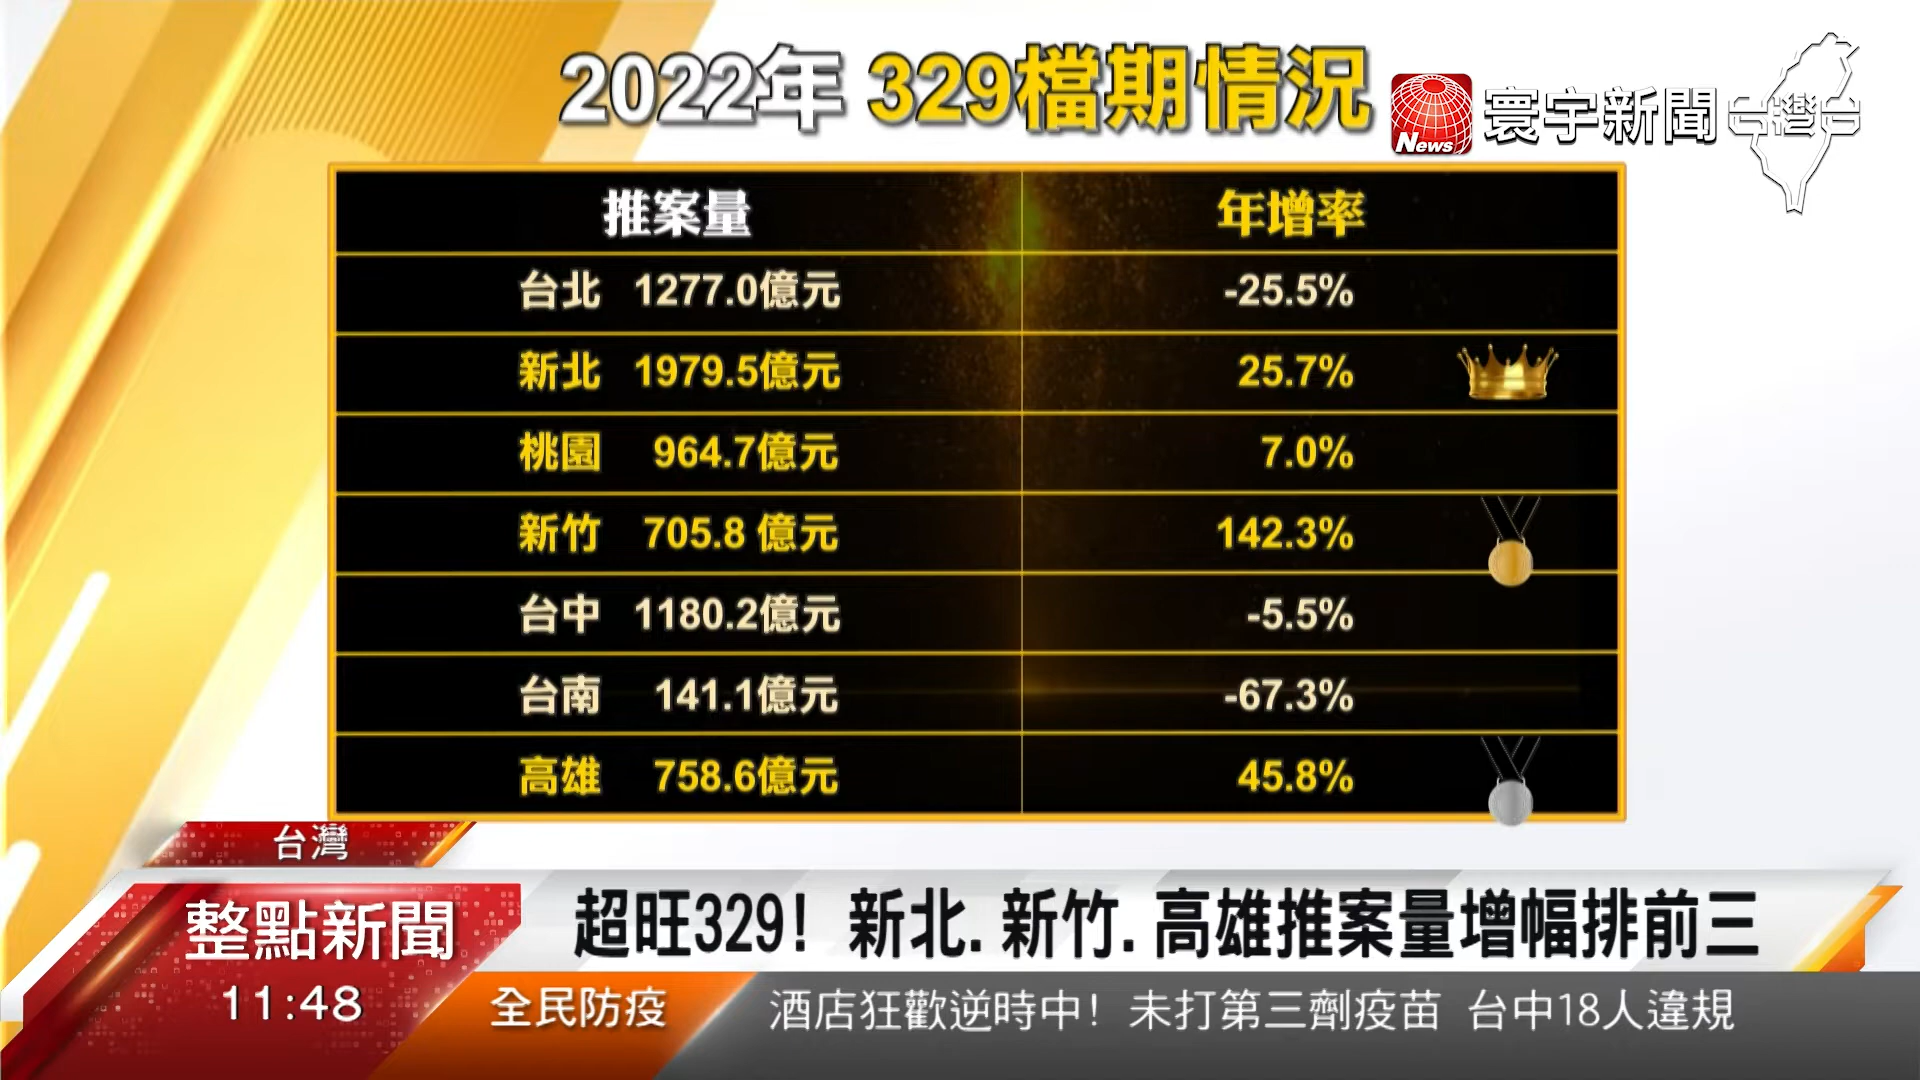 2022年 329檔期情況
News 寰宇新聞 台灣台
推案量 年增率
台北 1277.0億元 -25.5%
新北 1979.5億元 25.7%
桃園 964.7億元 7.0%
新竹 705.8 億元 142.3%
台中 1180.2億元 -5.5%
台南 141.1億元 -67.3%
高雄 758.6億元 45.8%
台灣
整點新聞
超旺329! 新北.新竹.高雄推案量增幅排前三
11:48
全民防疫
酒店狂歡逆時中! 未打第三劑疫苗 台中18人違規